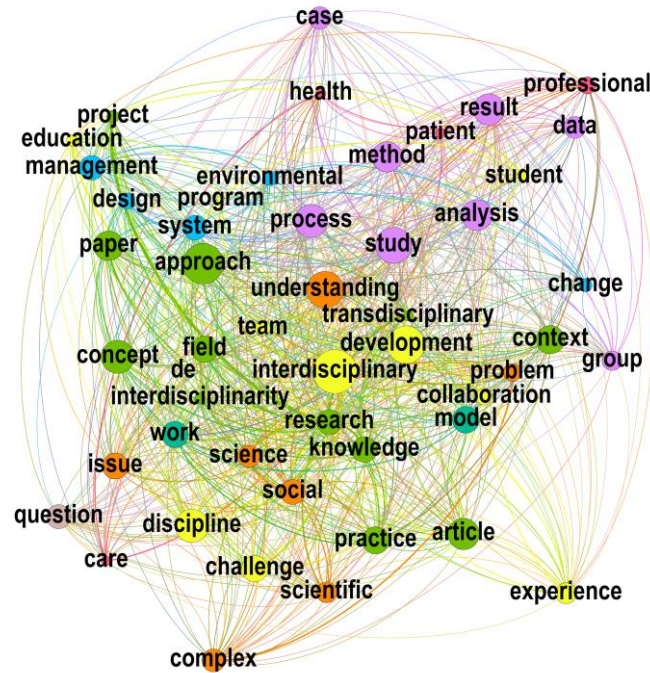 case
health
professional
project
result
data
education
patient
management
method
environmental
student
design
program
process
analysis
system
paper
study
approach
understanding
change
transdisciplinary
team
development
context
concept
field
group
de
interdisciplinary
problem
interdisciplinarity
collaboration
research
model
work
knowledge
science
issue
social
question
discipline
practice
article
care
challenge
scientific
experience
complex